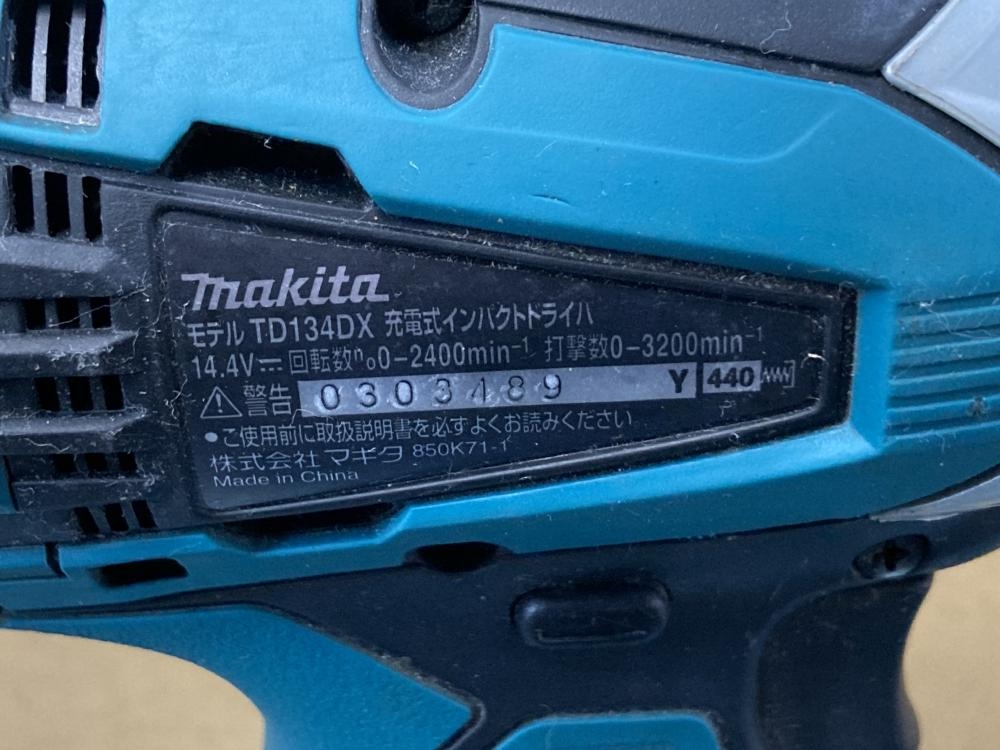 makita
モデル TD134DX 充電式インパクトドライバ
14.4V⎓ 回転数n₀0-2400min⁻¹ 打撃数0-3200min⁻¹
⚠警告 0303489 Y 440
•ご使用前に取扱説明書を必ずよくお読みください
株式会社 マキタ 850K71-1
Made in China